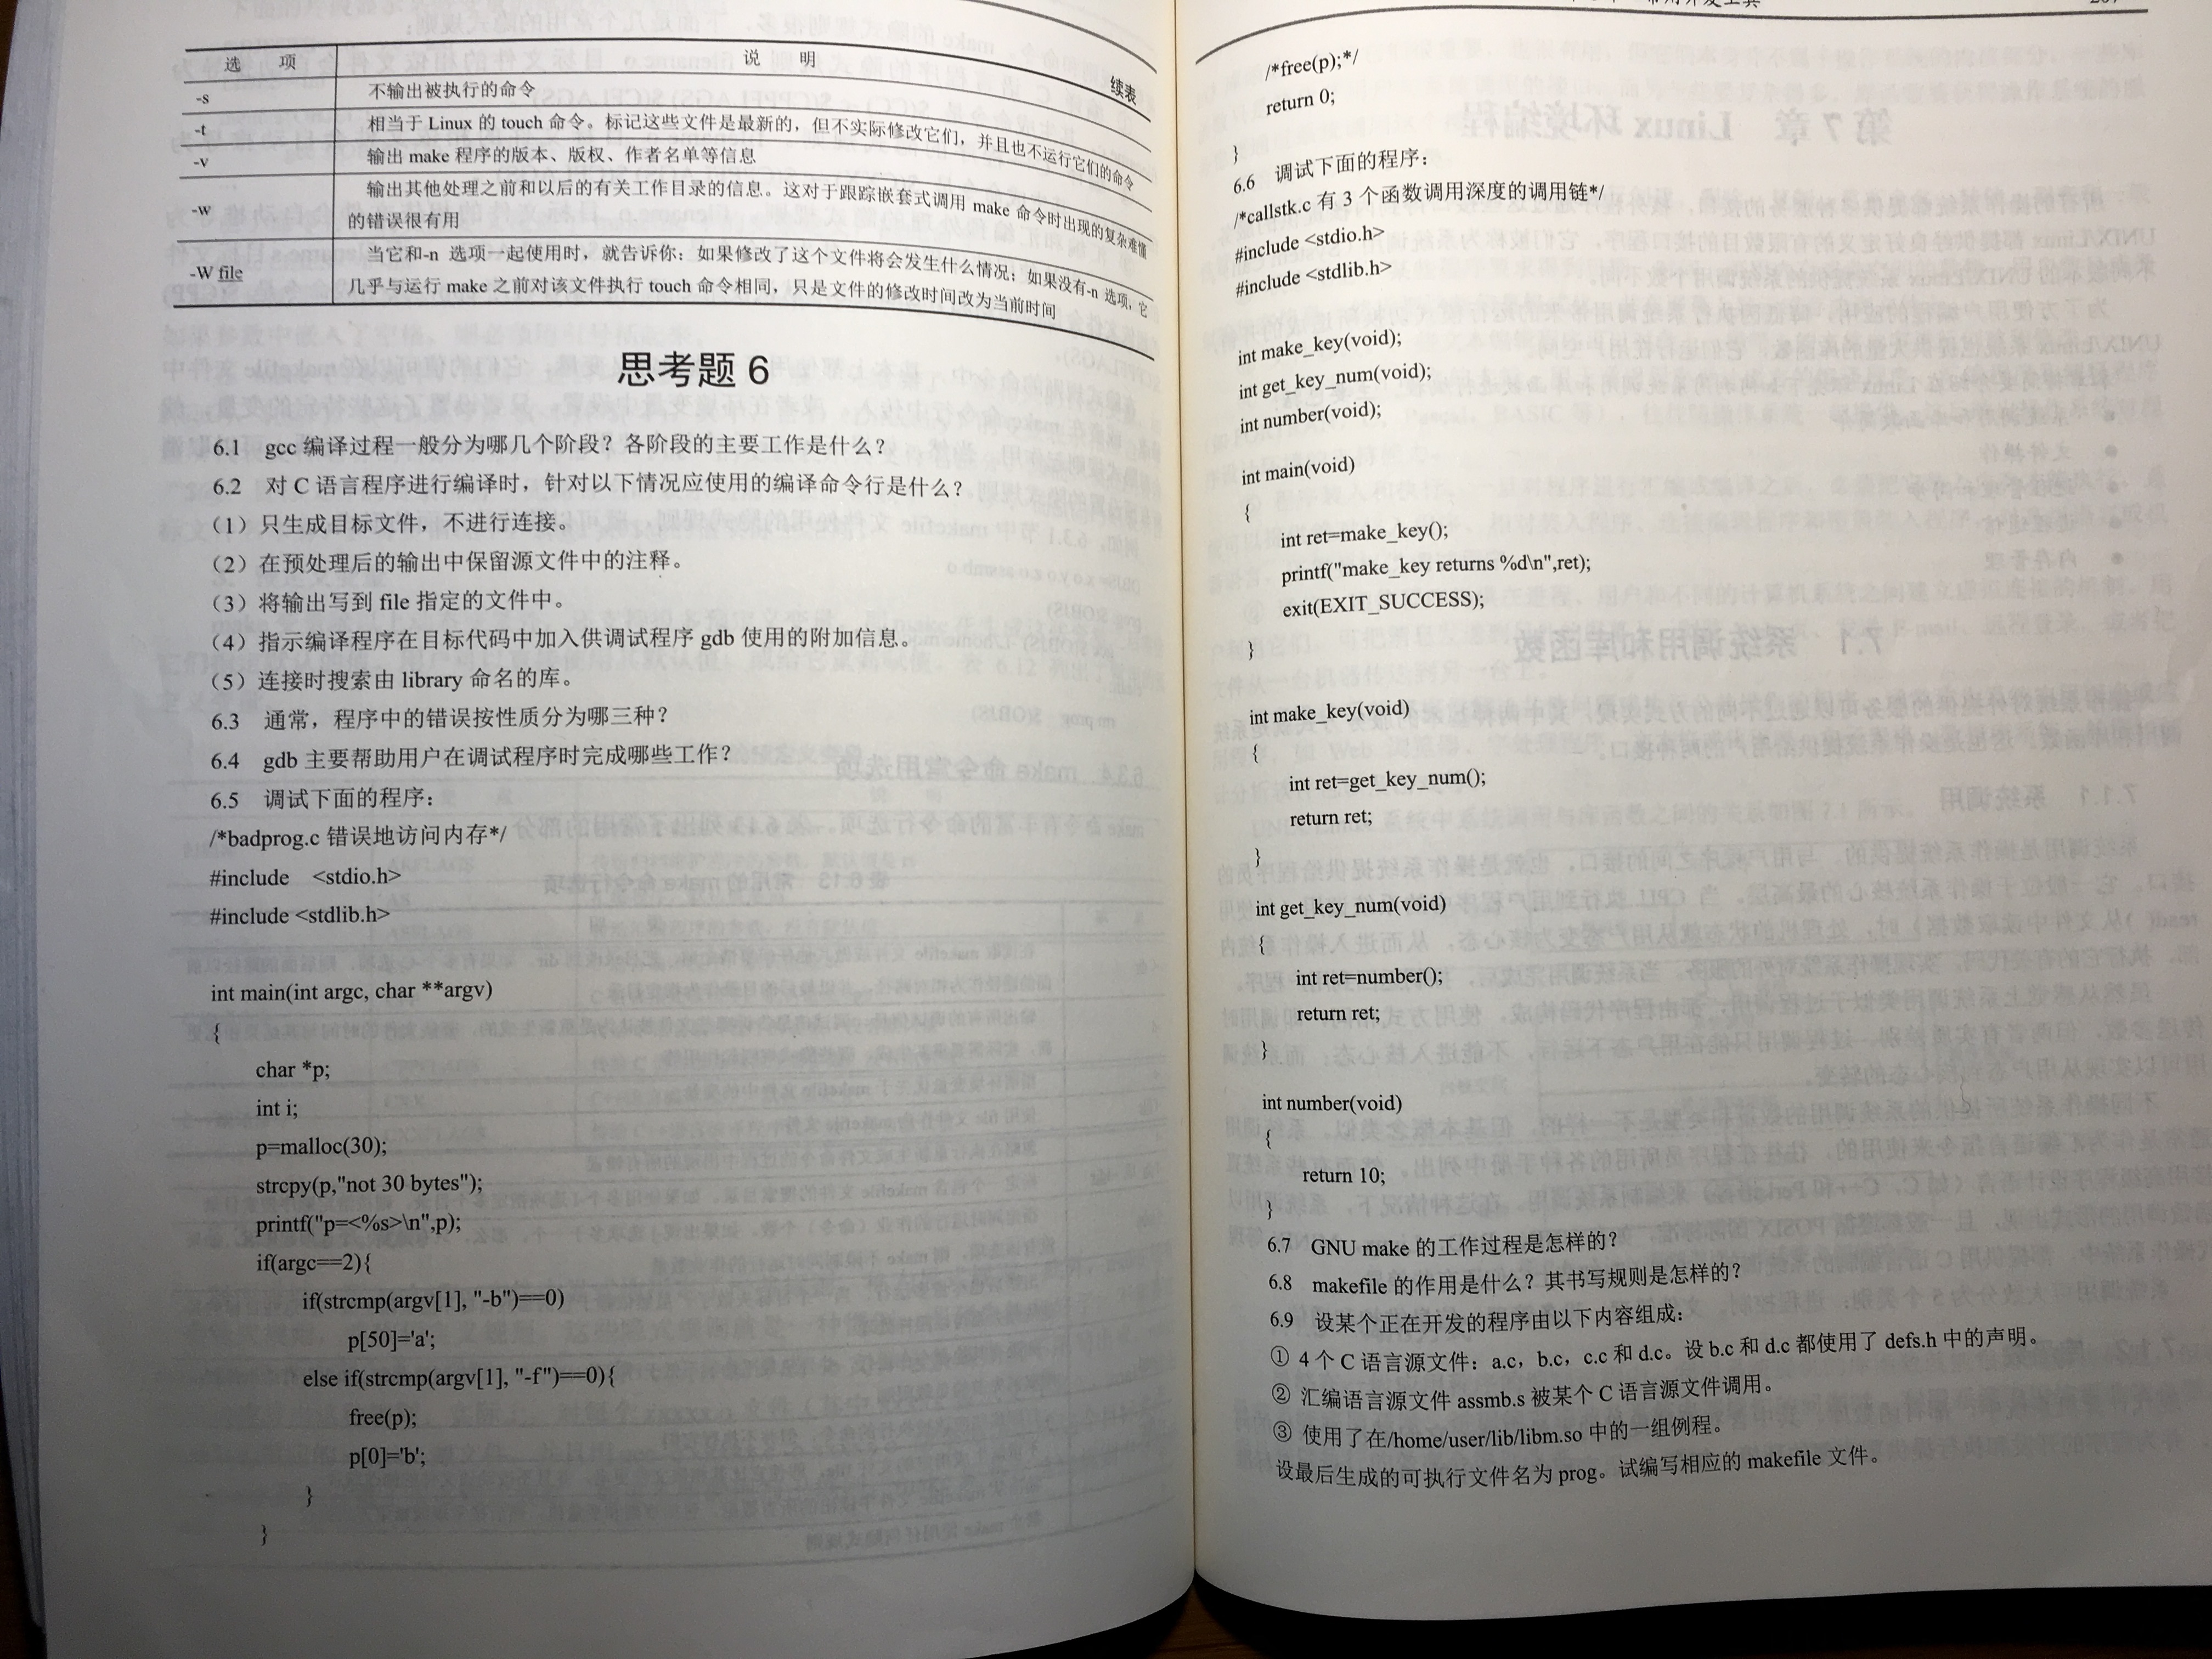 续表
选 项 说 明
-s 不输出被执行的命令
-t 相当于 Linux 的 touch 命令。标记这些文件是最新的，但不实际修改它们，并且也不运行它们的命令
-v 输出 make 程序的版本、版权、作者名单等信息
-w 输出其他处理之前和以后的有关工作目录的信息。这对于跟踪嵌套式调用 make 命令时出现的复杂难懂
的错误很有用
-W file 当它和-n 选项一起使用时，就告诉你：如果修改了这个文件将会发生什么情况；如果没有-n 选项，它
几乎与运行 make 之前对该文件执行 touch 命令相同，只是文件的修改时间改为当前时间
思考题 6
6.1 gcc 编译过程一般分为哪几个阶段？各阶段的主要工作是什么？
6.2 对 C 语言程序进行编译时，针对以下情况应使用的编译命令行是什么？
（1）只生成目标文件，不进行连接。
（2）在预处理后的输出中保留源文件中的注释。
（3）将输出写到 file 指定的文件中。
（4）指示编译程序在目标代码中加入供调试程序 gdb 使用的附加信息。
（5）连接时搜索由 library 命名的库。
6.3 通常，程序中的错误按性质分为哪三种？
6.4 gdb 主要帮助用户在调试程序时完成哪些工作？
6.5 调试下面的程序：
/*badprog.c 错误地访问内存*/
#include <stdio.h>
#include <stdlib.h>
int main(int argc, char **argv)
{
char *p;
int i;
p=malloc(30);
strcpy(p,"not 30 bytes");
printf("p=<%s>\n",p);
if(argc==2){
if(strcmp(argv[1], "-b")==0)
p[50]='a';
else if(strcmp(argv[1], "-f")==0){
free(p);
p[0]='b';
}
}
/*free(p);*/
return 0;
}
6.6 调试下面的程序：
/*callstk.c 有 3 个函数调用深度的调用链*/
#include <stdio.h>
#include <stdlib.h>
int make_key(void);
int get_key_num(void);
int number(void);
int main(void)
{
int ret=make_key();
printf("make_key returns %d\n",ret);
exit(EXIT_SUCCESS);
}
int make_key(void)
{
int ret=get_key_num();
return ret;
}
int get_key_num(void)
{
int ret=number();
return ret;
}
int number(void)
{
return 10;
}
6.7 GNU make 的工作过程是怎样的？
6.8 makefile 的作用是什么？其书写规则是怎样的？
6.9 设某个正在开发的程序由以下内容组成：
① 4 个 C 语言源文件：a.c，b.c，c.c 和 d.c。设 b.c 和 d.c 都使用了 defs.h 中的声明。
② 汇编语言源文件 assmb.s 被某个 C 语言源文件调用。
③ 使用了在/home/user/lib/libm.so 中的一组例程。
设最后生成的可执行文件名为 prog。试编写相应的 makefile 文件。